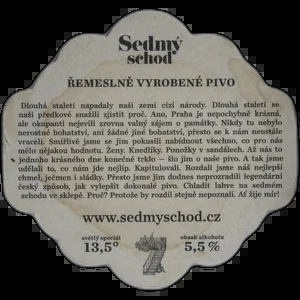 Sedmý
schod
ŘEMESLNĚ VYROBENÉ PIVO
Dlouhá staletí napadaly naši zemi cizí národy. Dlouhá staletí se
naši předkové snažili zjistit proč. Ano, Praha je nepochybně krásná,
ale okupanti nejevili zrovna valný zájem o památky. Nikdy tu nebylo
nerostné bohatství, ani žádné jiné bohatství, přesto se k nám neustále
vraceli. Smířlivě jsme se jim pokusili nabídnout všechno, co pro nás
mělo nějakou hodnotu. Ženy. Knedlíky. Ponožky v sandálech. Až nás to
jednoho krásného dne konečně trklo – šlo jim o naše pivo. A tak jsme
udělali to, co nám jde nejlíp. Kapitulovali. Rozdali jsme náš nejlepší
chmel, ječmen i sládky. Přesto jsme jim dodnes neprozradili legendární
český způsob, jak vylepšit dokonalé pivo. Chladit lahve na sedmém
schodu ve sklepě. Proč? Protože by rozdíl stejně nepoznali. Ať žije mír!
www.sedmyschod.cz
světlý speciál
13,5°
obsah alkoholu
5,5%